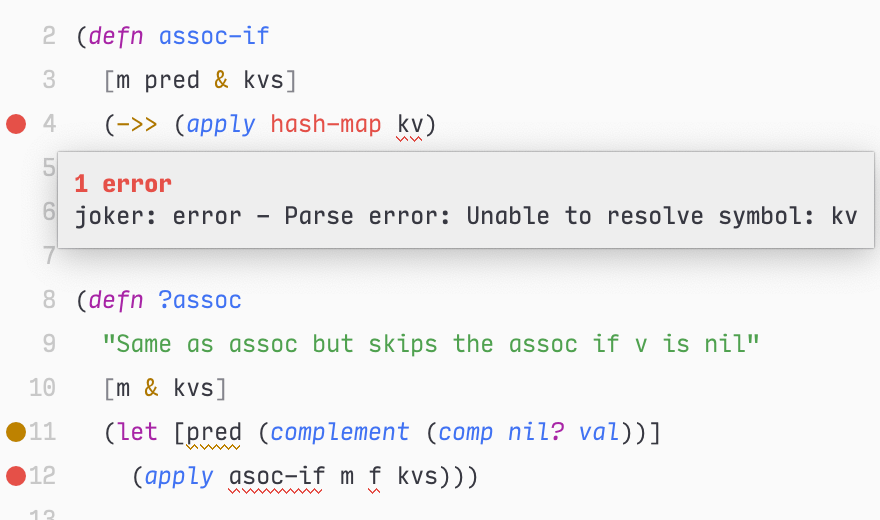 2 (defn assoc-if
3 [m pred & kvs]
4 (->> (apply hash-map kv)
5
1 error
6
joker: error - Parse error: Unable to resolve symbol: kv
7
8 (defn ?assoc
9 "Same as assoc but skips the assoc if v is nil"
10 [m & kvs]
11 (let [pred (complement (comp nil? val))]
12 (apply asoc-if m f kvs)))
13